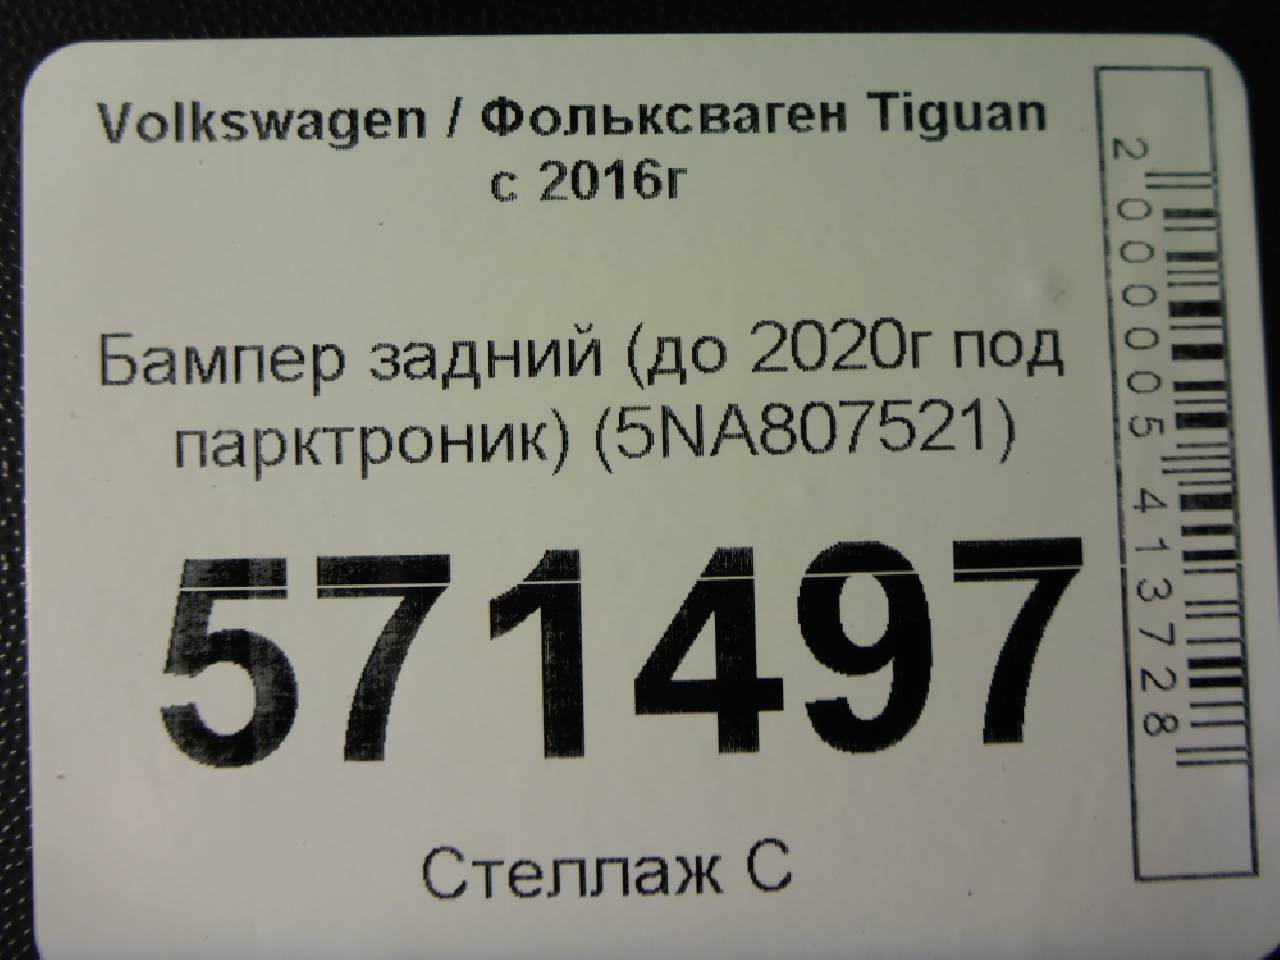 Volkswagen / Фольксваген Tiguan
с 2016г
Бампер задний (до 2020г под
парктроник) (5NA807521)
571497
Стеллаж С
2000005413728